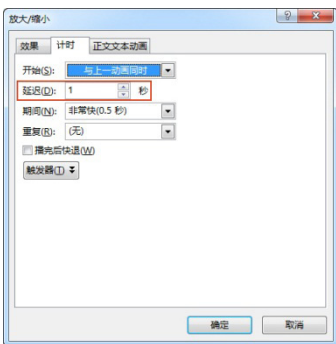 放大/缩小
效果 计时 正文文本动画
开始(S): 与上一动画同时
延迟(D): 1 秒
期间(N): 非常快(0.5 秒)
重复(R): (无)
播完后快退(W)
触发器(T)
确定 取消